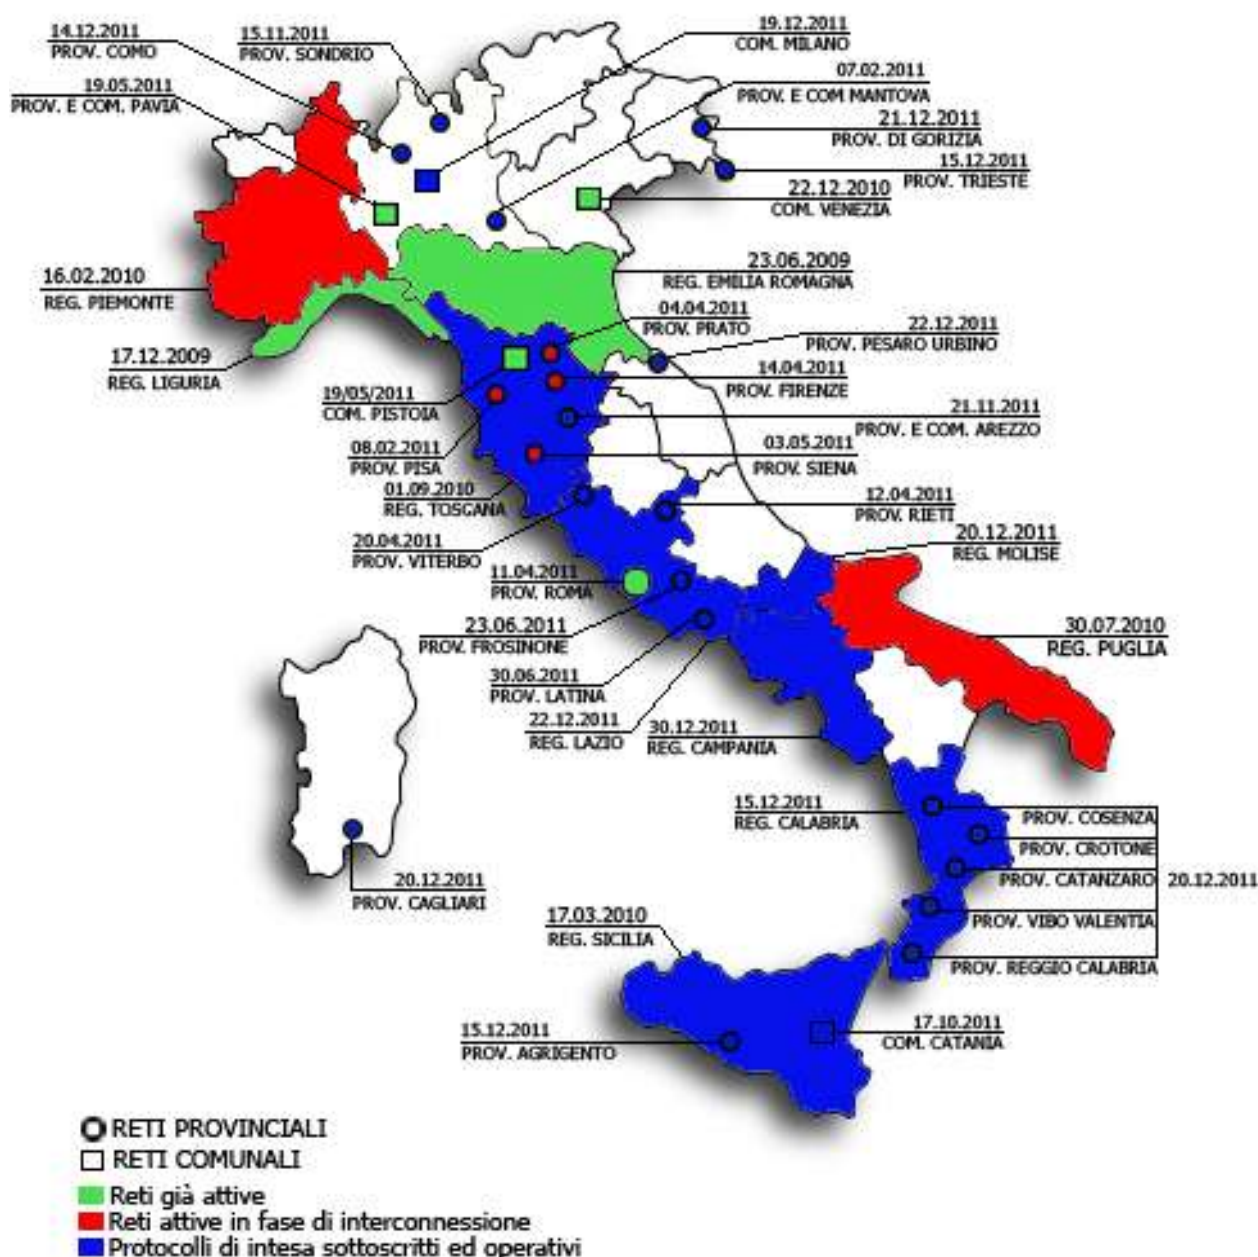 14.12.2011
PROV. COMO
15.11.2011
PROV. SONDRIO
19.12.2011
COM. MILANO
19.05.2011
PROV. E COM. PAVIA
07.02.2011
PROV. E COM MANTOVA
21.12.2011
PROV. DI GORIZIA
15.12.2011
PROV. TRIESTE
22.12.2010
COM. VENEZIA
16.02.2010
REG. PIEMONTE
23.06.2009
REG. EMILIA ROMAGNA
04.04.2011
PROV. PRATO
22.12.2011
PROV. PESARO URBINO
17.12.2009
REG. LIGURIA
14.04.2011
PROV. FIRENZE
19/05/2011
COM. PISTOIA
21.11.2011
PROV. E COM. AREZZO
08.02.2011
PROV. PISA
03.05.2011
PROV. SIENA
01.09.2010
REG. TOSCANA
12.04.2011
PROV. RIETI
20.04.2011
PROV. VITERBO
20.12.2011
REG. MOLISE
11.04.2011
PROV. ROMA
23.06.2011
PROV. FROSINONE
30.07.2010
REG. PUGLIA
30.06.2011
PROV. LATINA
22.12.2011
REG. LAZIO
30.12.2011
REG. CAMPANIA
15.12.2011
REG. CALABRIA
PROV. COSENZA
PROV. CROTONE
PROV. CATANZARO
20.12.2011
PROV. VIBO VALENTIA
PROV. REGGIO CALABRIA
20.12.2011
PROV. CAGLIARI
17.03.2010
REG. SICILIA
15.12.2011
PROV. AGRIGENTO
17.10.2011
COM. CATANIA
RETI PROVINCIALI
RETI COMUNALI
Reti già attive
Reti attive in fase di interconnessione
Protocolli di intesa sottoscritti ed operativi